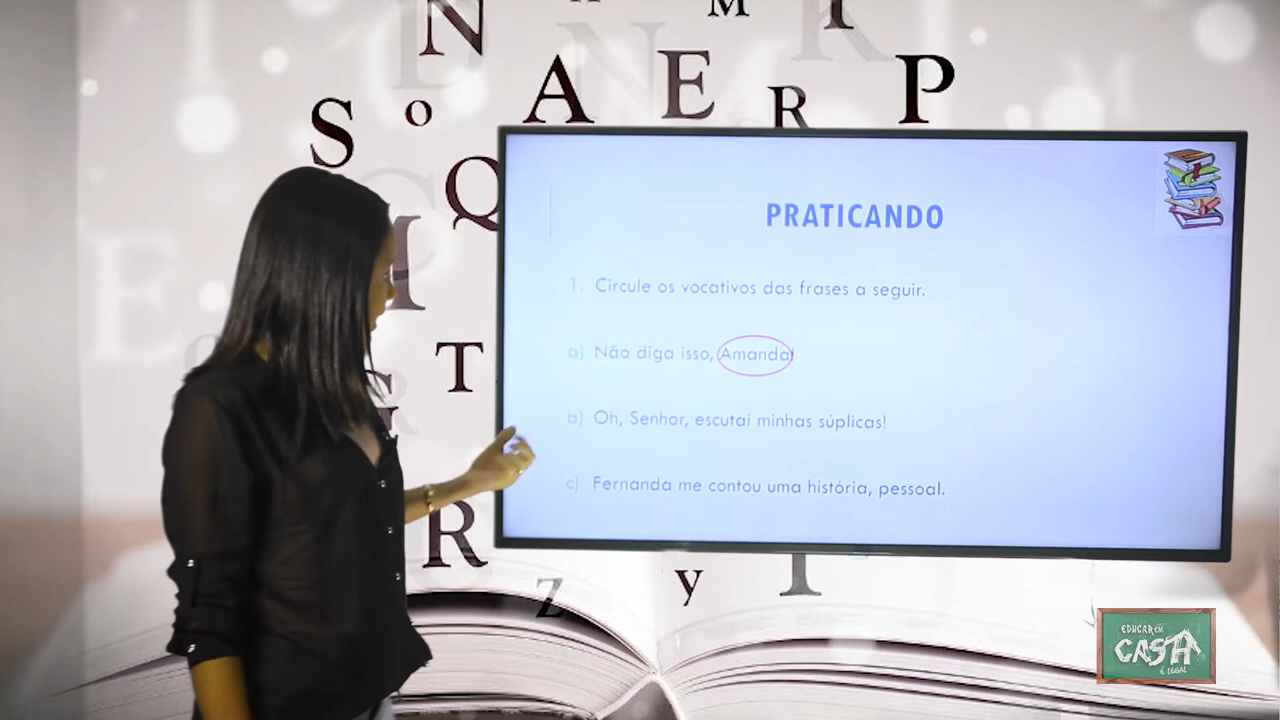 N M I
S O A E R P
Q
I
T
R
Z y I
PRATICANDO
1. Circule os vocativos das frases a seguir.
a) Não diga isso, Amanda!
b) Oh, Senhor, escutai minhas súplicas!
c) Fernanda me contou uma história, pessoal.
EDUCAR EM
CASA
É LEGAL